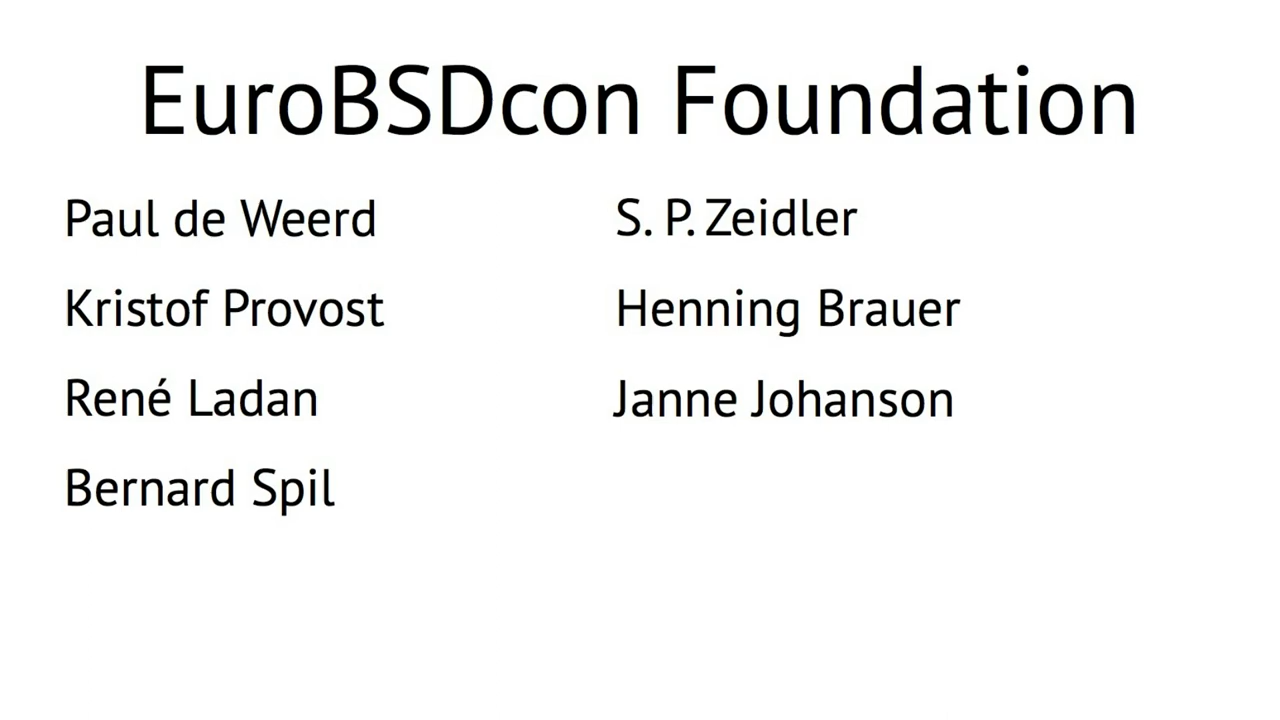 EuroBSDcon Foundation
Paul de Weerd
Kristof Provost
René Ladan
Bernard Spil
S. P. Zeidler
Henning Brauer
Janne Johanson